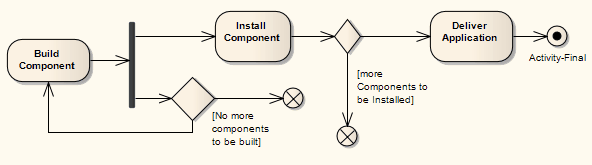 Build
Component
Install
Component
Deliver
Application
Activity-Final
[more
Components to
be Installed]
[No more
components
to be built]